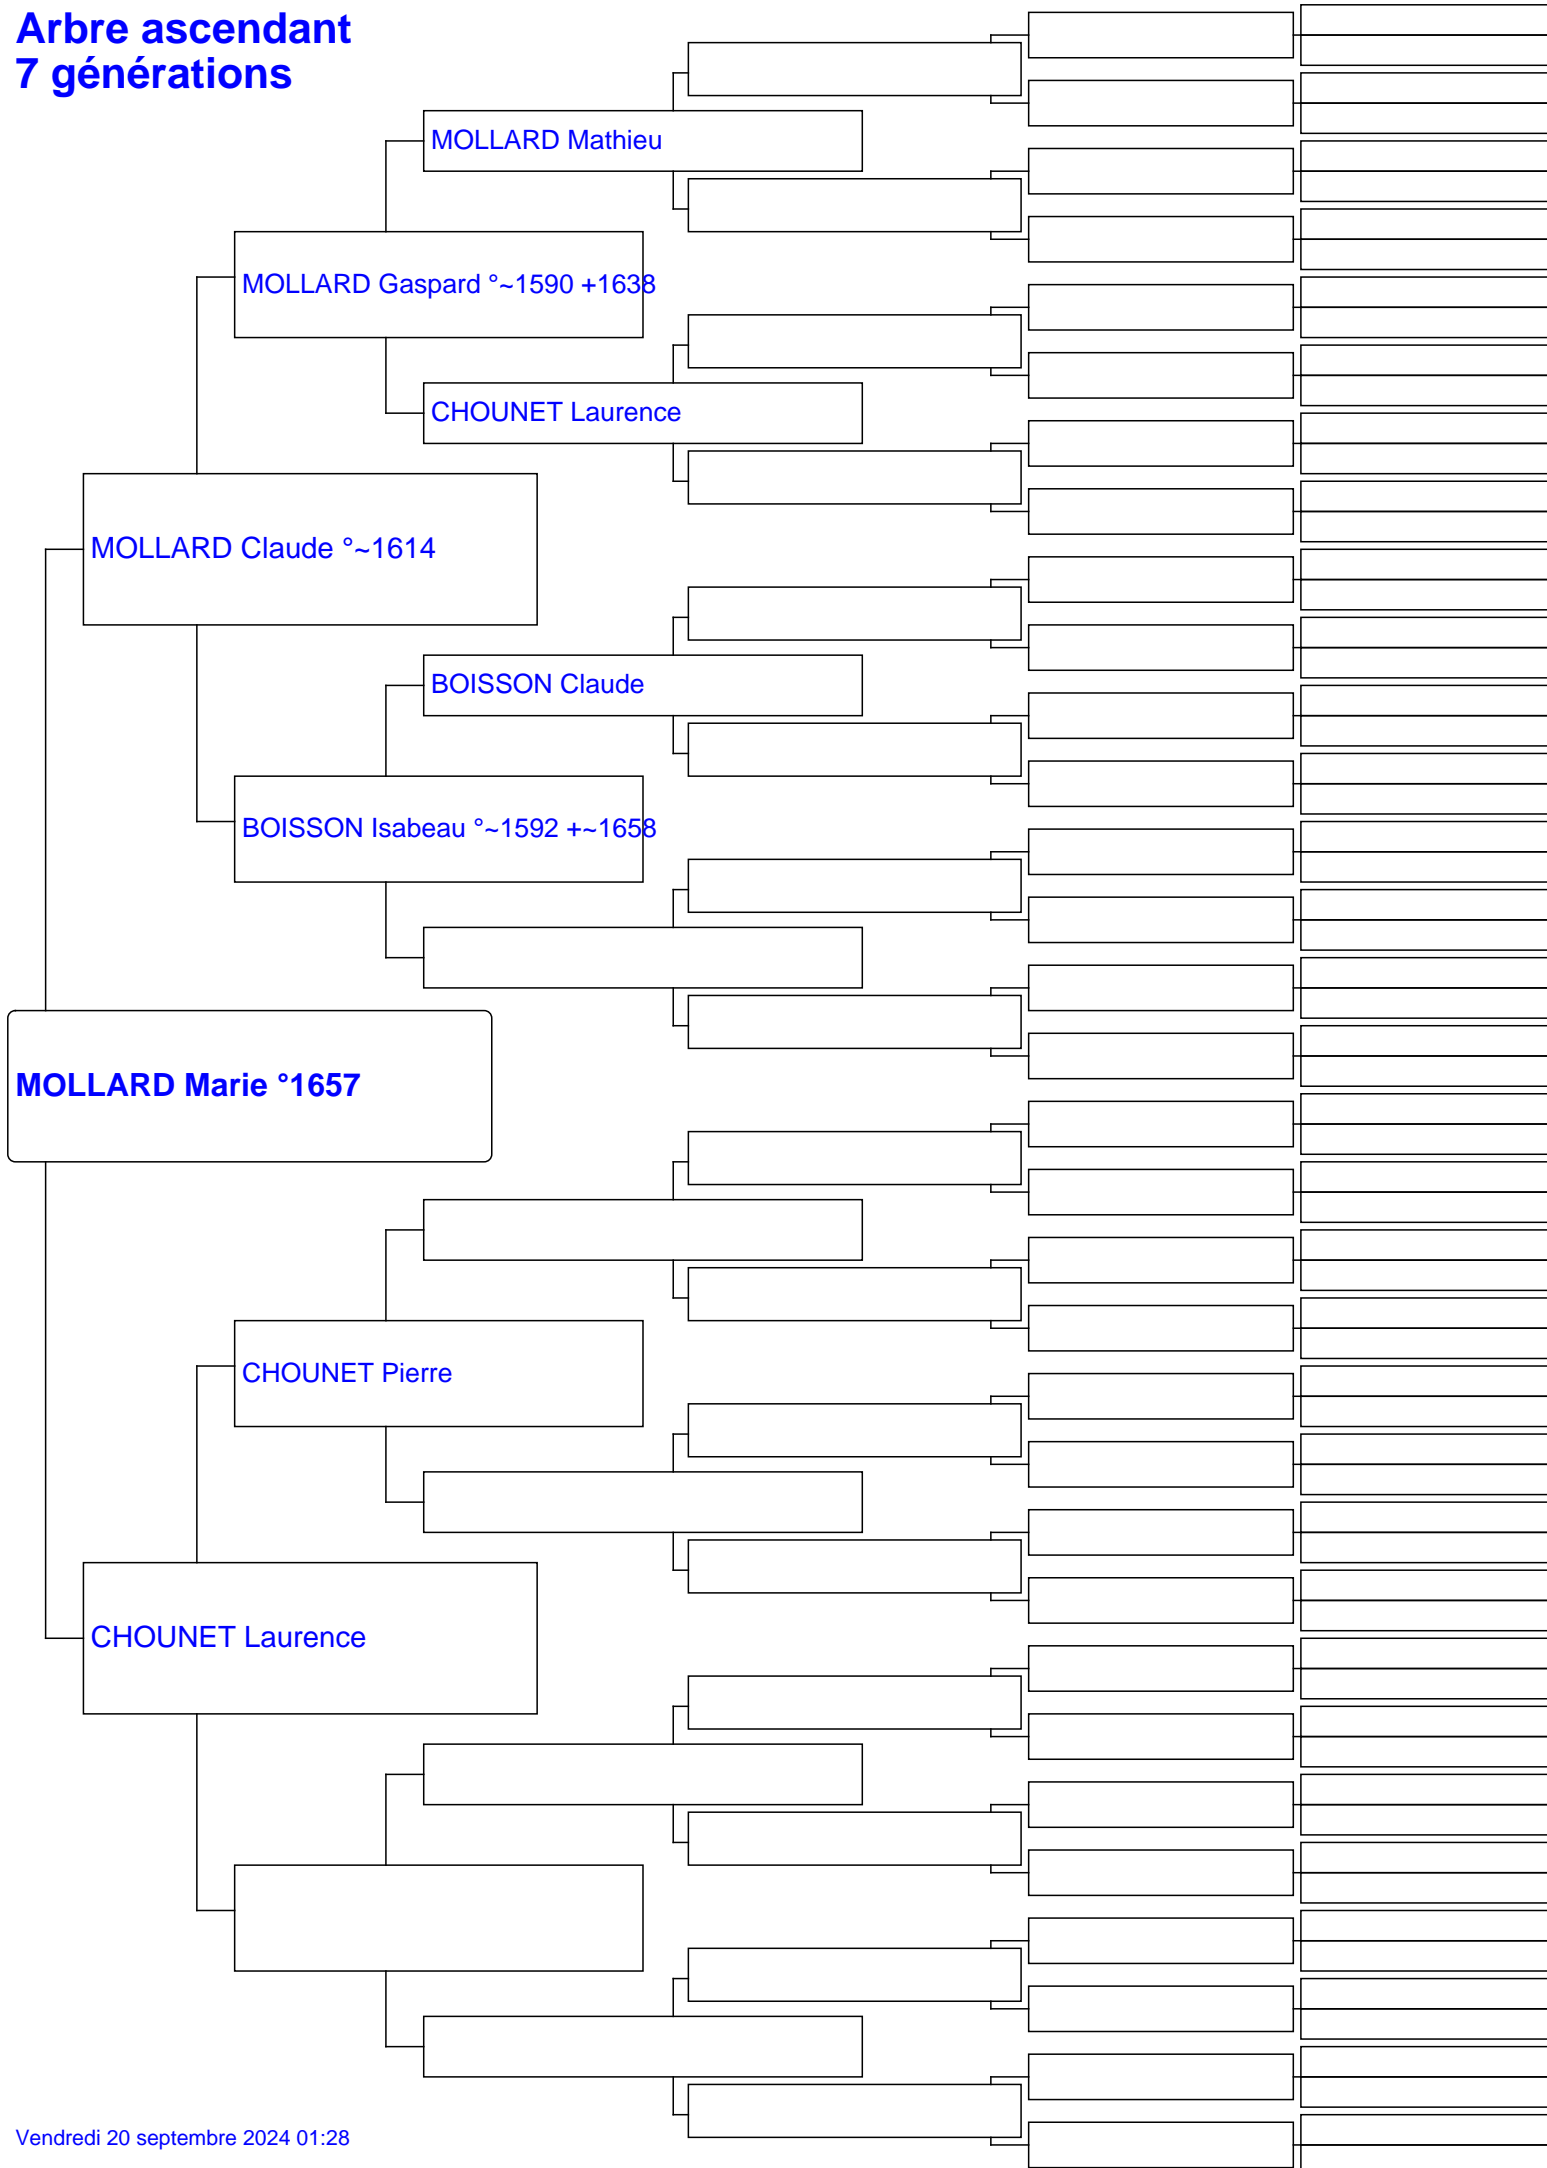 Arbre ascendant
7 générations
MOLLARD Mathieu
MOLLARD Gaspard °~1590 +1638
CHOUNET Laurence
MOLLARD Claude °~1614
BOISSON Claude
BOISSON Isabeau °~1592 +~1658
MOLLARD Marie °1657
CHOUNET Pierre
CHOUNET Laurence
Vendredi 20 septembre 2024 01:28